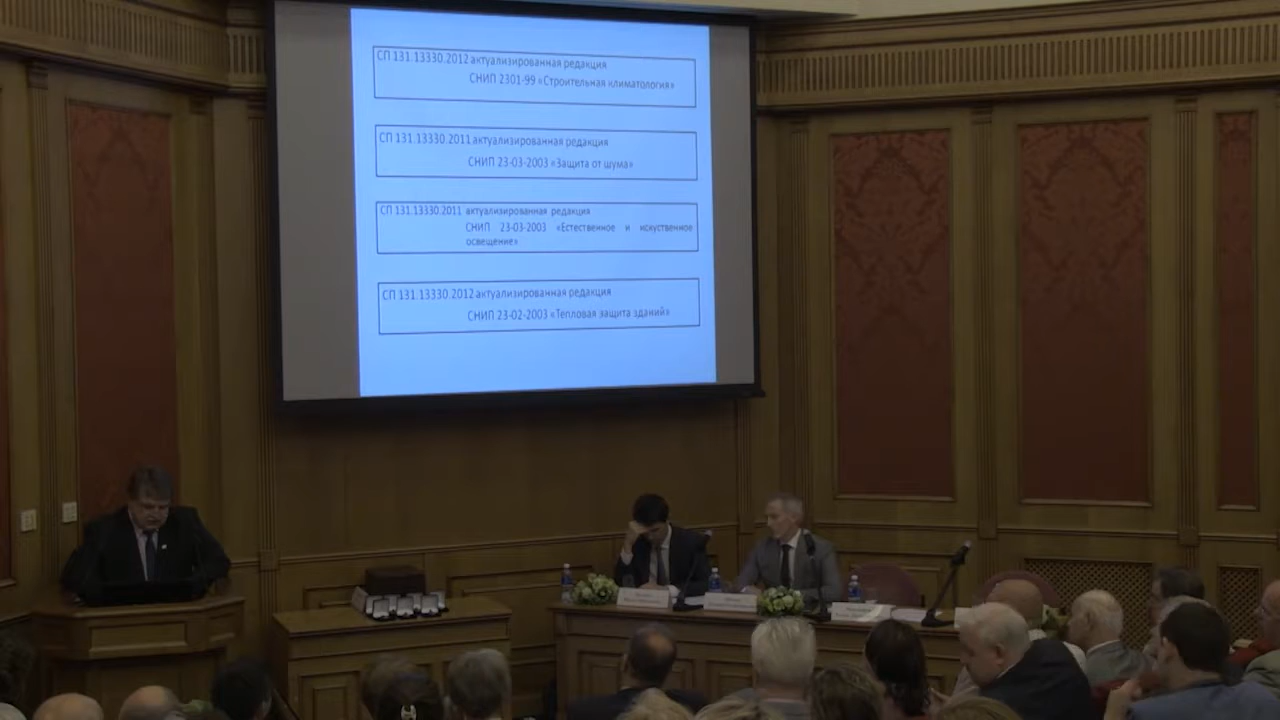 СП 131.13330.2012 актуализированная редакция
СНИП 2301-99 «Строительная климатология»
СП 131.13330.2011 актуализированная редакция
СНИП 23-03-2003 «Защита от шума»
СП 131.13330.2011 актуализированная редакция
СНИП 23-03-2003 «Естественное и искуственное
освещение»
СП 131.13330.2012 актуализированная редакция
СНИП 23-02-2003 «Тепловая защита зданий»